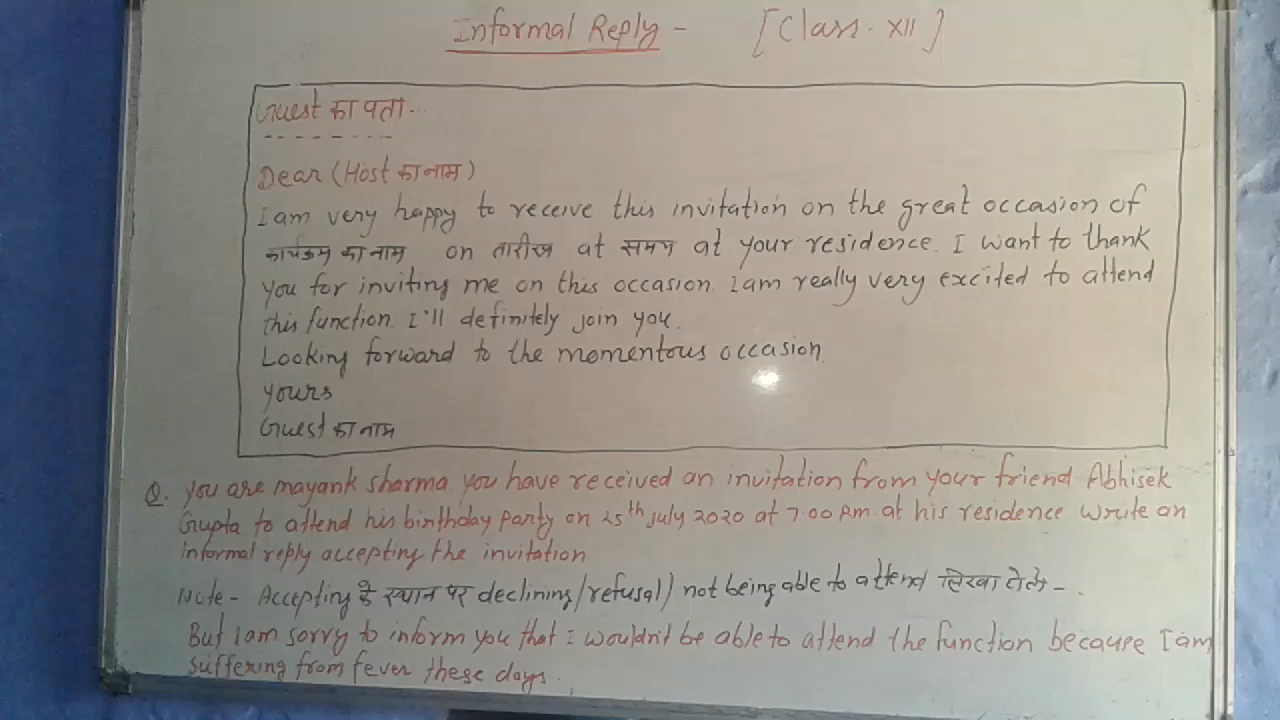 Informal Reply - [Class. XII]
Guest का पता...
---------
Dear (Host का नाम)
I am very happy to receive this invitation on the great occasion of
कार्यक्रम का नाम on तारीख at समय at your residence. I want to thank
you for inviting me on this occasion. I am really very excited to attend
this function. I'll definitely join you.
Looking forward to the momentous occasion.
yours
Guest का नाम
Q. you are mayank sharma you have received an invitation from your friend Abhisek
Gupta to attend his birthday party on 25th july 2020 at 7.00 p.m. at his residence. Write an
informal reply accepting the invitation
Note - Accepting के स्थान पर declining/refusal/not being able to attend लिखा होले -.
But I am sorry to inform you that I wouldn't be able to attend the function because I am
suffering from fever these days.